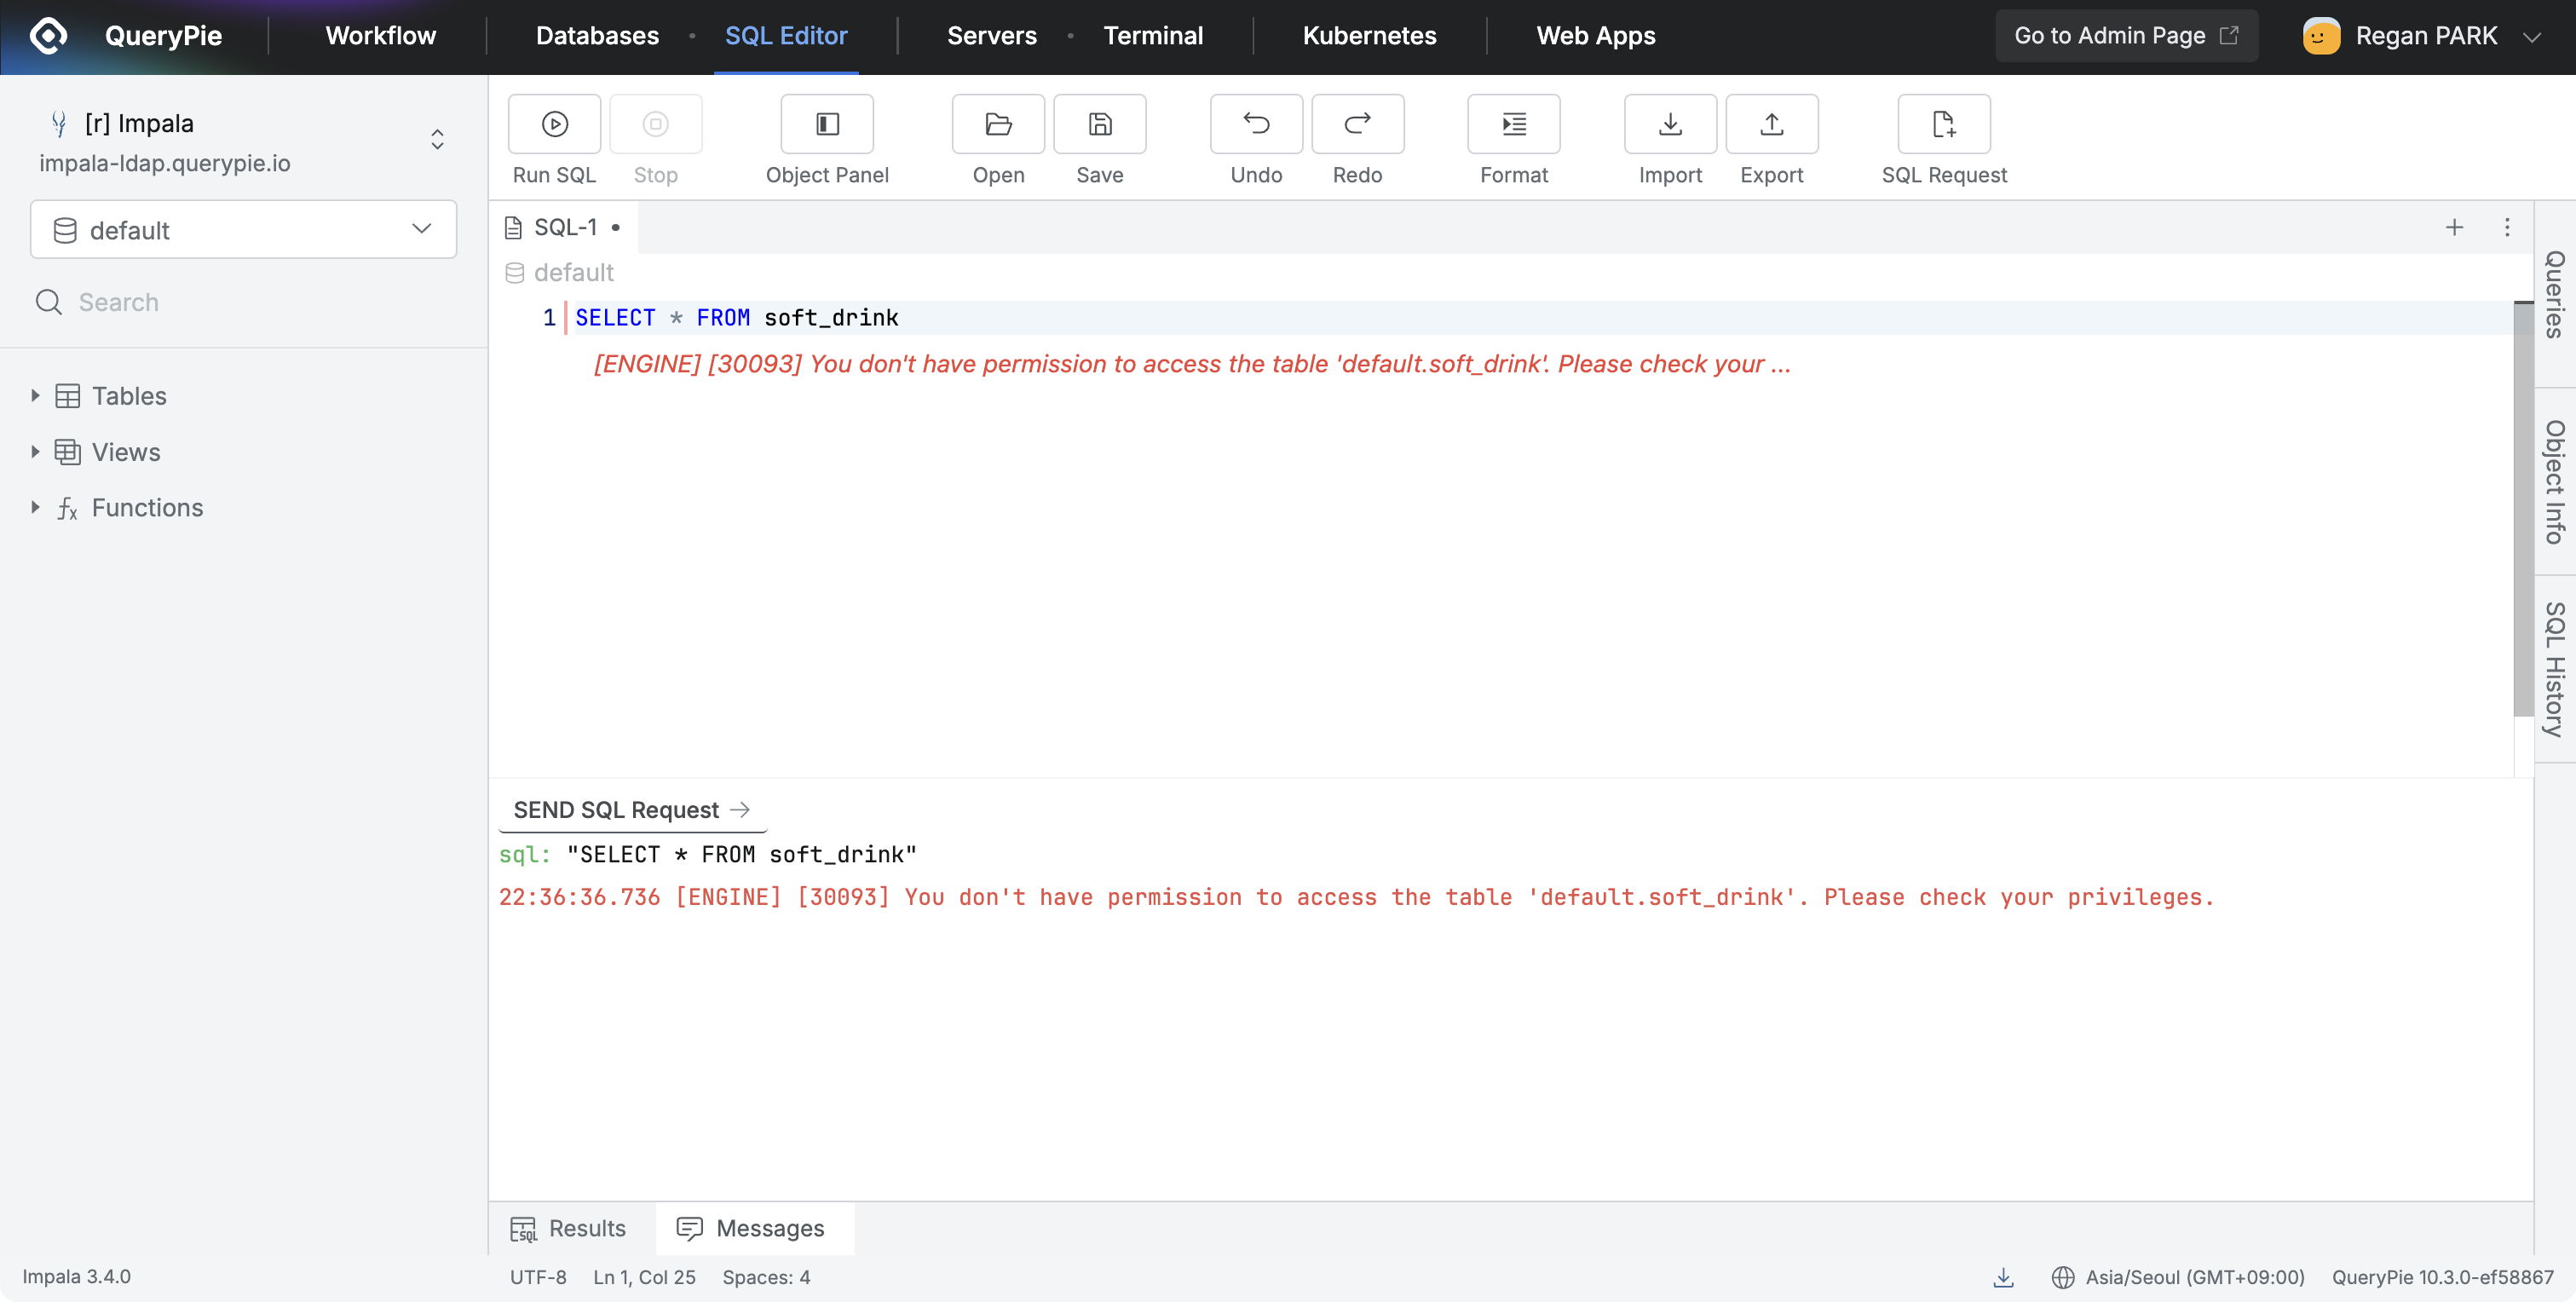 QueryPie
Workflow
Databases
SQL Editor
Servers
Terminal
Kubernetes
Web Apps
Go to Admin Page
Regan PARK
[r] Impala
impala-ldap.querypie.io
default
Search
Tables
Views
Functions
Run SQL
Stop
Object Panel
Open
Save
Undo
Redo
Format
Import
Export
SQL Request
SQL-1
default
1 SELECT * FROM soft_drink
[ENGINE] [30093] You don't have permission to access the table 'default.soft_drink'. Please check your ...
Queries
Object Info
SQL History
SEND SQL Request
sql: "SELECT * FROM soft_drink"
22:36:36.736 [ENGINE] [30093] You don't have permission to access the table 'default.soft_drink'. Please check your privileges.
Results
Messages
Impala 3.4.0
UTF-8
Ln 1, Col 25
Spaces: 4
Asia/Seoul (GMT+09:00)
QueryPie 10.3.0-ef58867